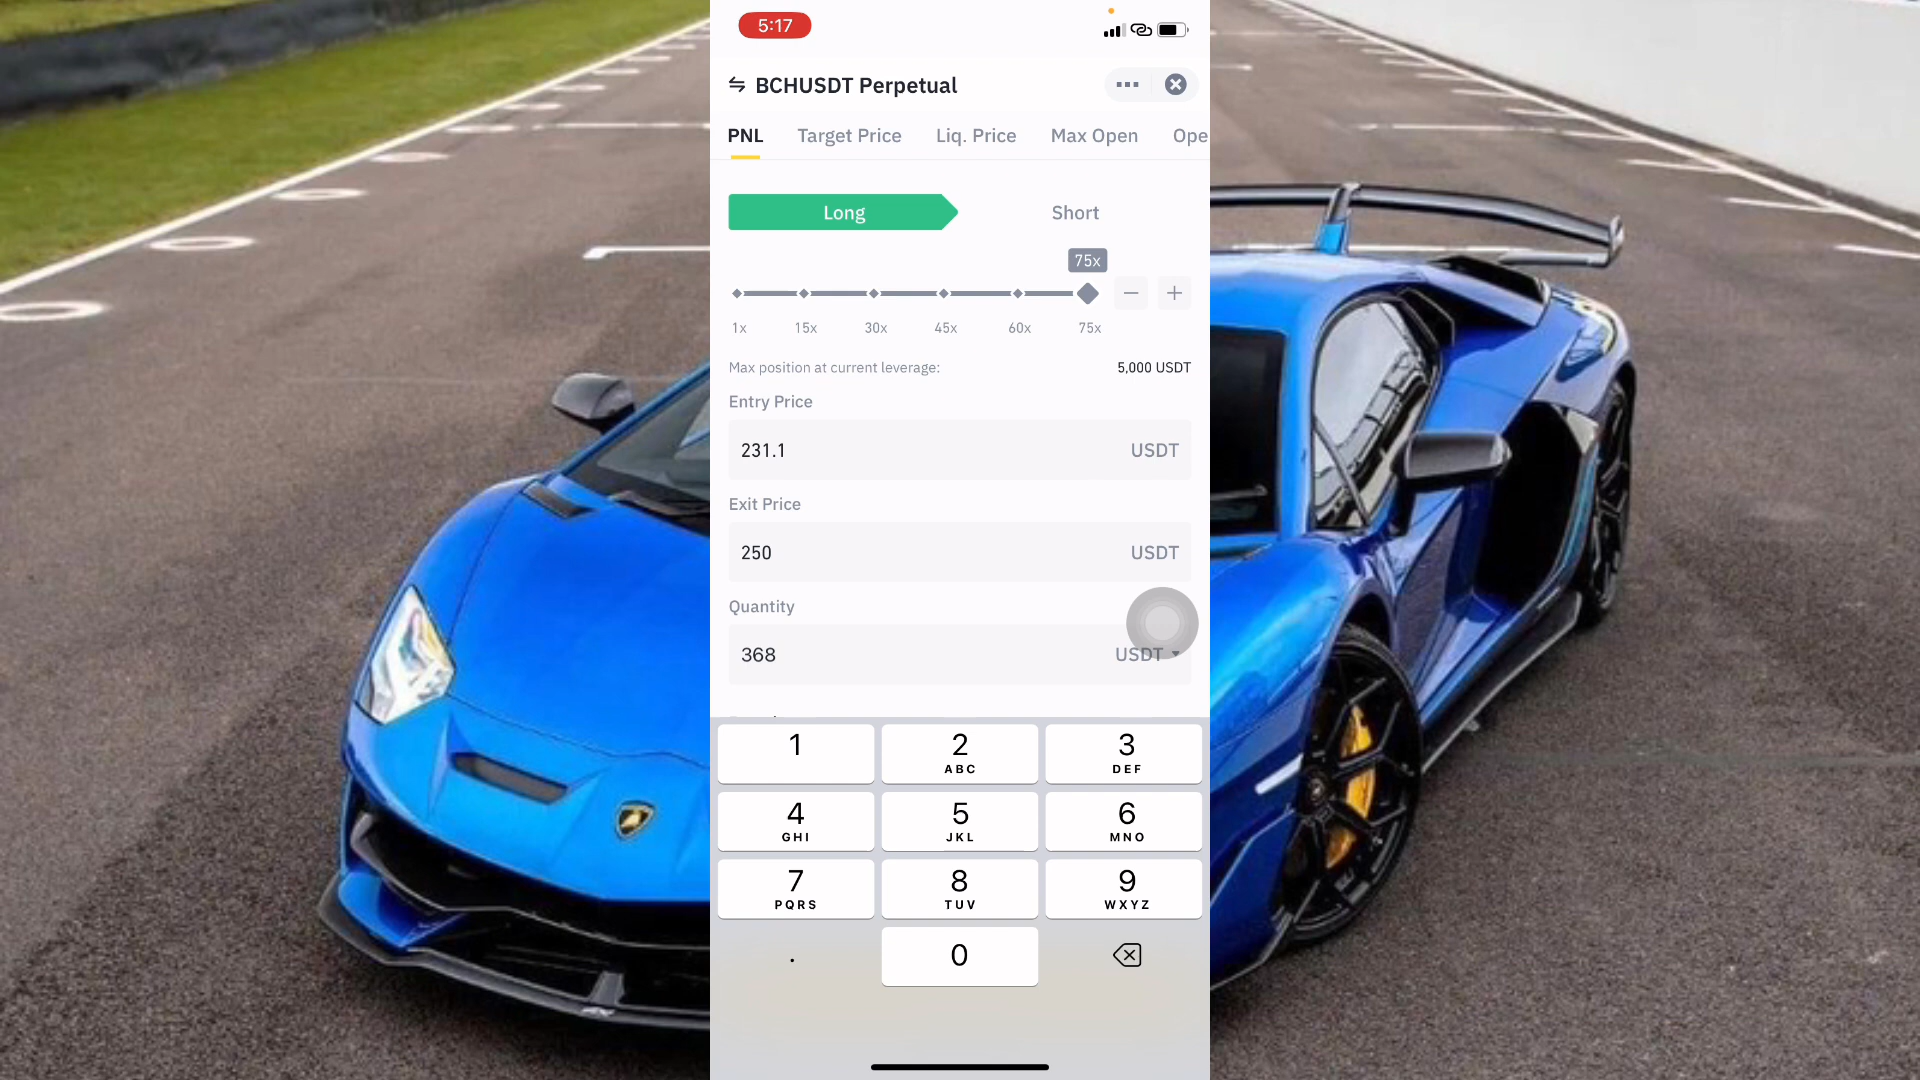 5:17
BCHUSDT Perpetual
PNL Target Price Liq. Price Max Open Ope
Long Short
75x
1x 15x 30x 45x 60x 75x
Max position at current leverage: 5,000 USDT
Entry Price
231.1 USDT
Exit Price
250 USDT
Quantity
368 USDT
1 2 3
ABC DEF
4 5 6
GHI JKL MNO
7 8 9
PQRS TUV WXYZ
. 0